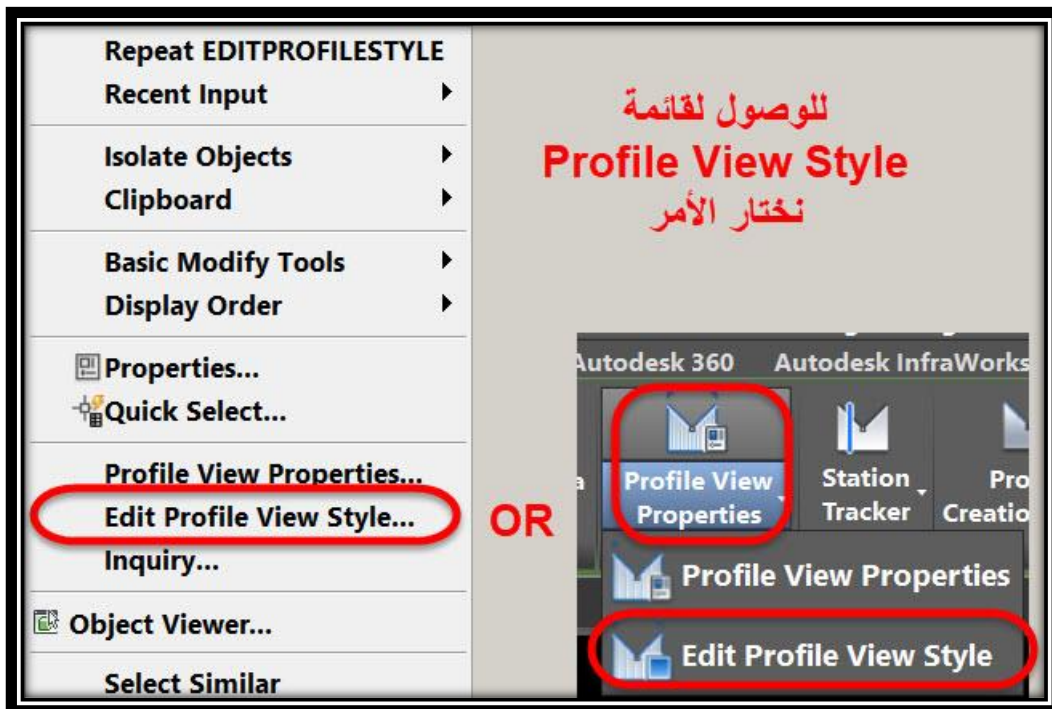 Repeat EDITPROFILESTYLE
Recent Input
Isolate Objects
Clipboard
Basic Modify Tools
Display Order
Properties...
Quick Select...
Profile View Properties...
Edit Profile View Style...
Inquiry...
Object Viewer...
Select Similar
للوصول لقائمة
Profile View Style
نختار الأمر
OR
Autodesk 360 Autodesk InfraWorks
Profile View
Properties
Station
Tracker
Profile View Properties
Edit Profile View Style